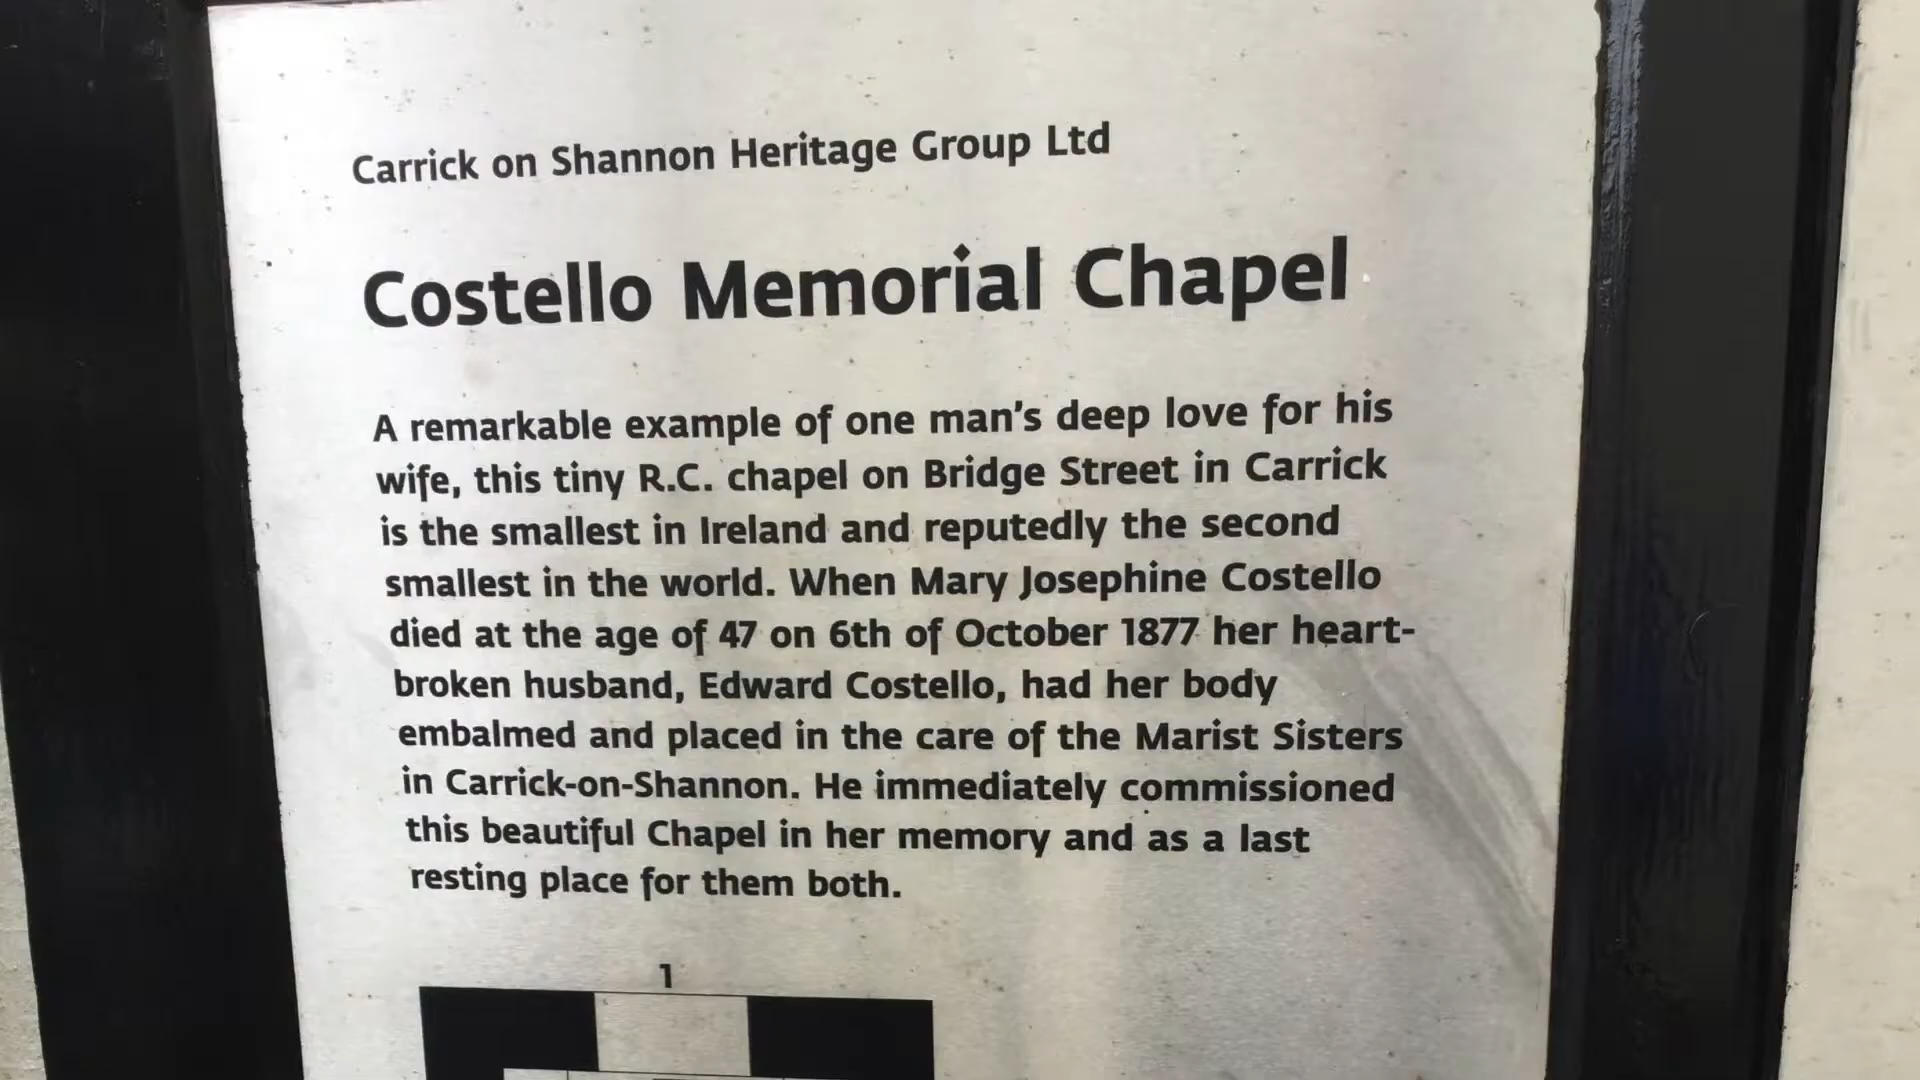 Carrick on Shannon Heritage Group Ltd
Costello Memorial Chapel
A remarkable example of one man's deep love for his
wife, this tiny R.C. chapel on Bridge Street in Carrick
is the smallest in Ireland and reputedly the second
smallest in the world. When Mary Josephine Costello
died at the age of 47 on 6th of October 1877 her heart-
broken husband, Edward Costello, had her body
embalmed and placed in the care of the Marist Sisters
in Carrick-on-Shannon. He immediately commissioned
this beautiful Chapel in her memory and as a last
resting place for them both.
1